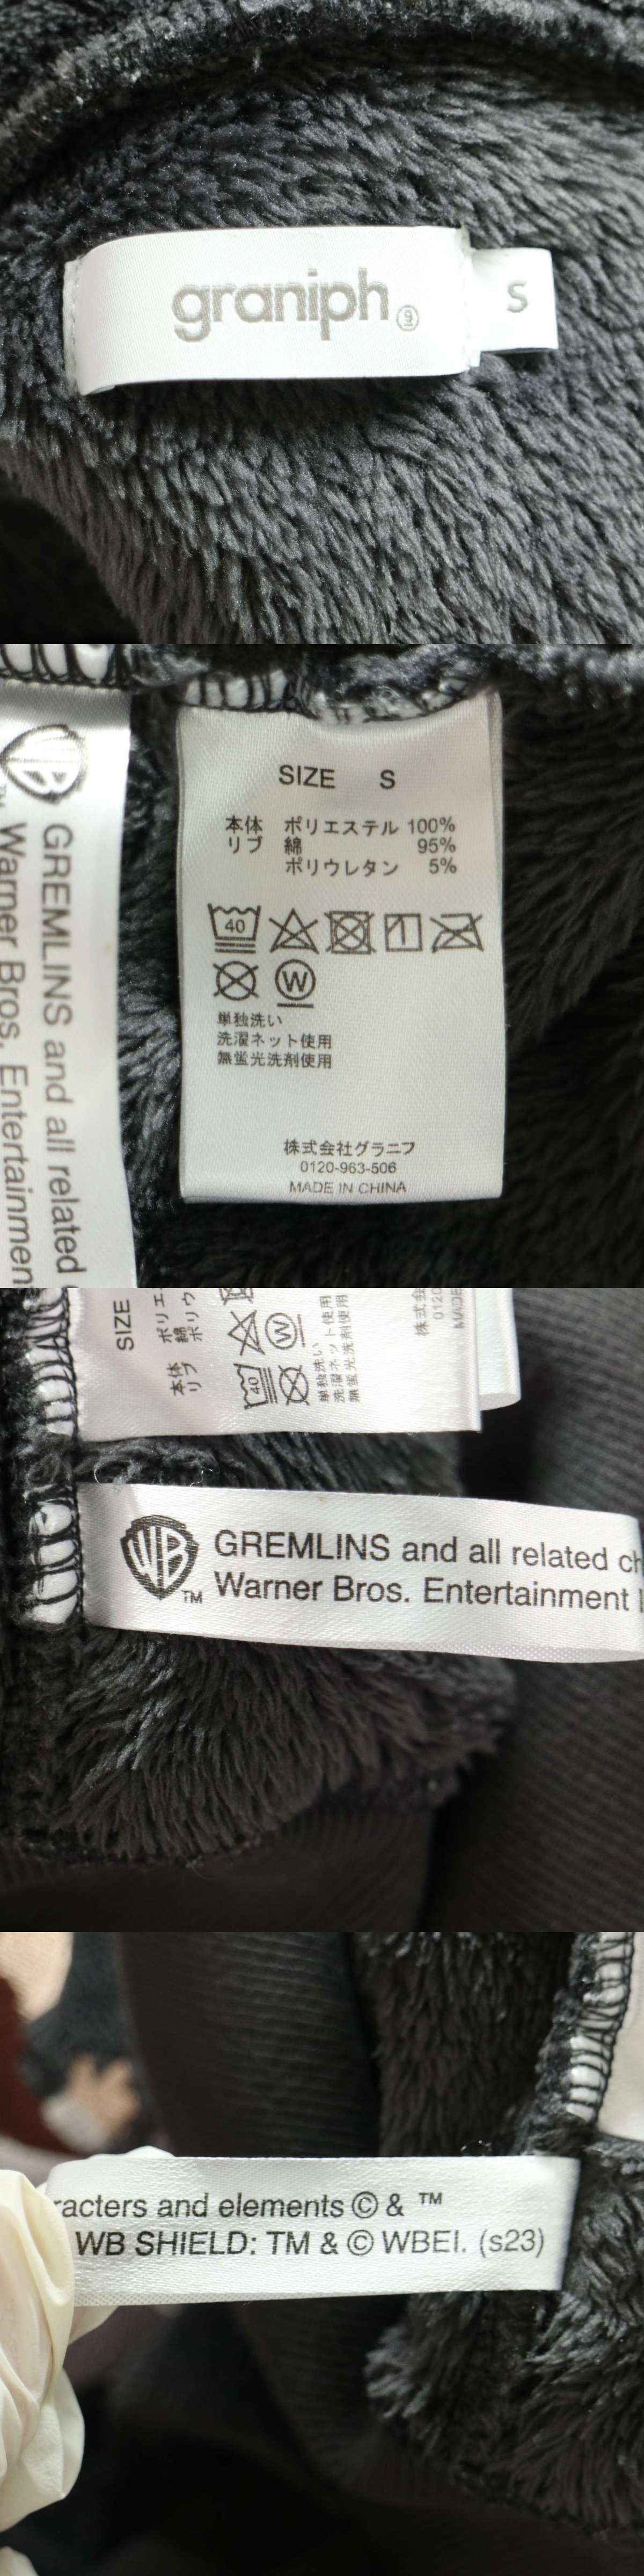 graniph g
S
WB
TM
GREMLINS and all related
Warner Bros. Entertainmen
SIZE S
本体 ポリエステル 100%
リブ 綿 95%
ポリウレタン 5%
40
W
単独洗い
洗濯ネット使用
無蛍光洗剤使用
株式会社グラニフ
0120-963-506
MADE IN CHINA
SIZE
本体 ポリエ
リブ 綿
ポリウ
40
W
単独洗い
洗濯ネット使用
無蛍光洗剤使用
株式会
0120
MADE
WB
TM
GREMLINS and all related ch
Warner Bros. Entertainment I
racters and elements © & ™
WB SHIELD: TM & © WBEI. (s23)